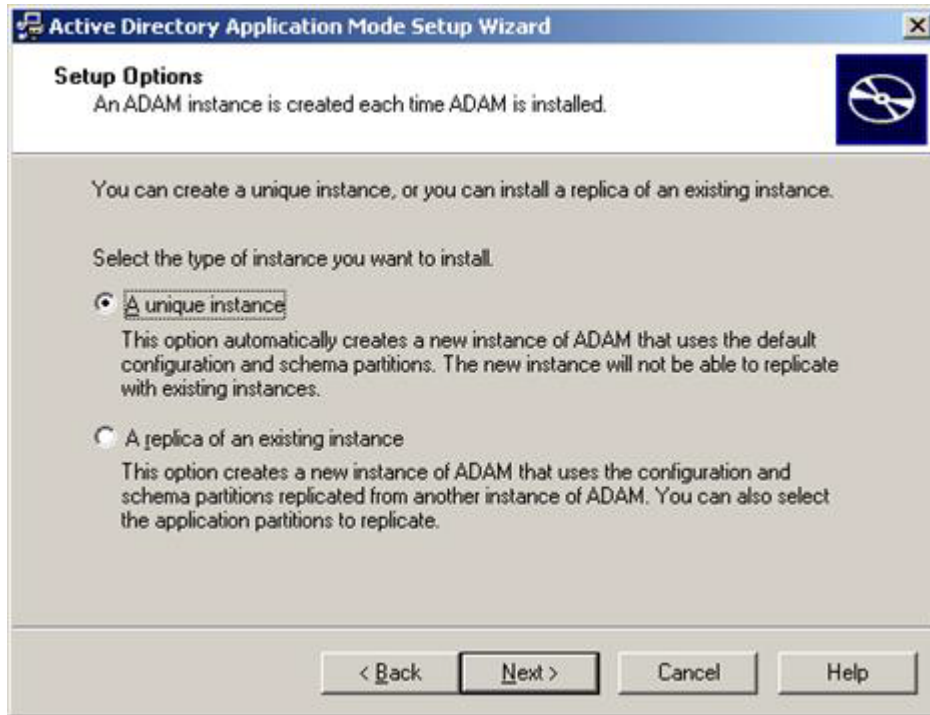 Active Directory Application Mode Setup Wizard
Setup Options
An ADAM instance is created each time ADAM is installed.
You can create a unique instance, or you can install a replica of an existing instance.
Select the type of instance you want to install.
A unique instance
This option automatically creates a new instance of ADAM that uses the default
configuration and schema partitions. The new instance will not be able to replicate
with existing instances.
A replica of an existing instance
This option creates a new instance of ADAM that uses the configuration and
schema partitions replicated from another instance of ADAM. You can also select
the application partitions to replicate.
< Back Next > Cancel Help